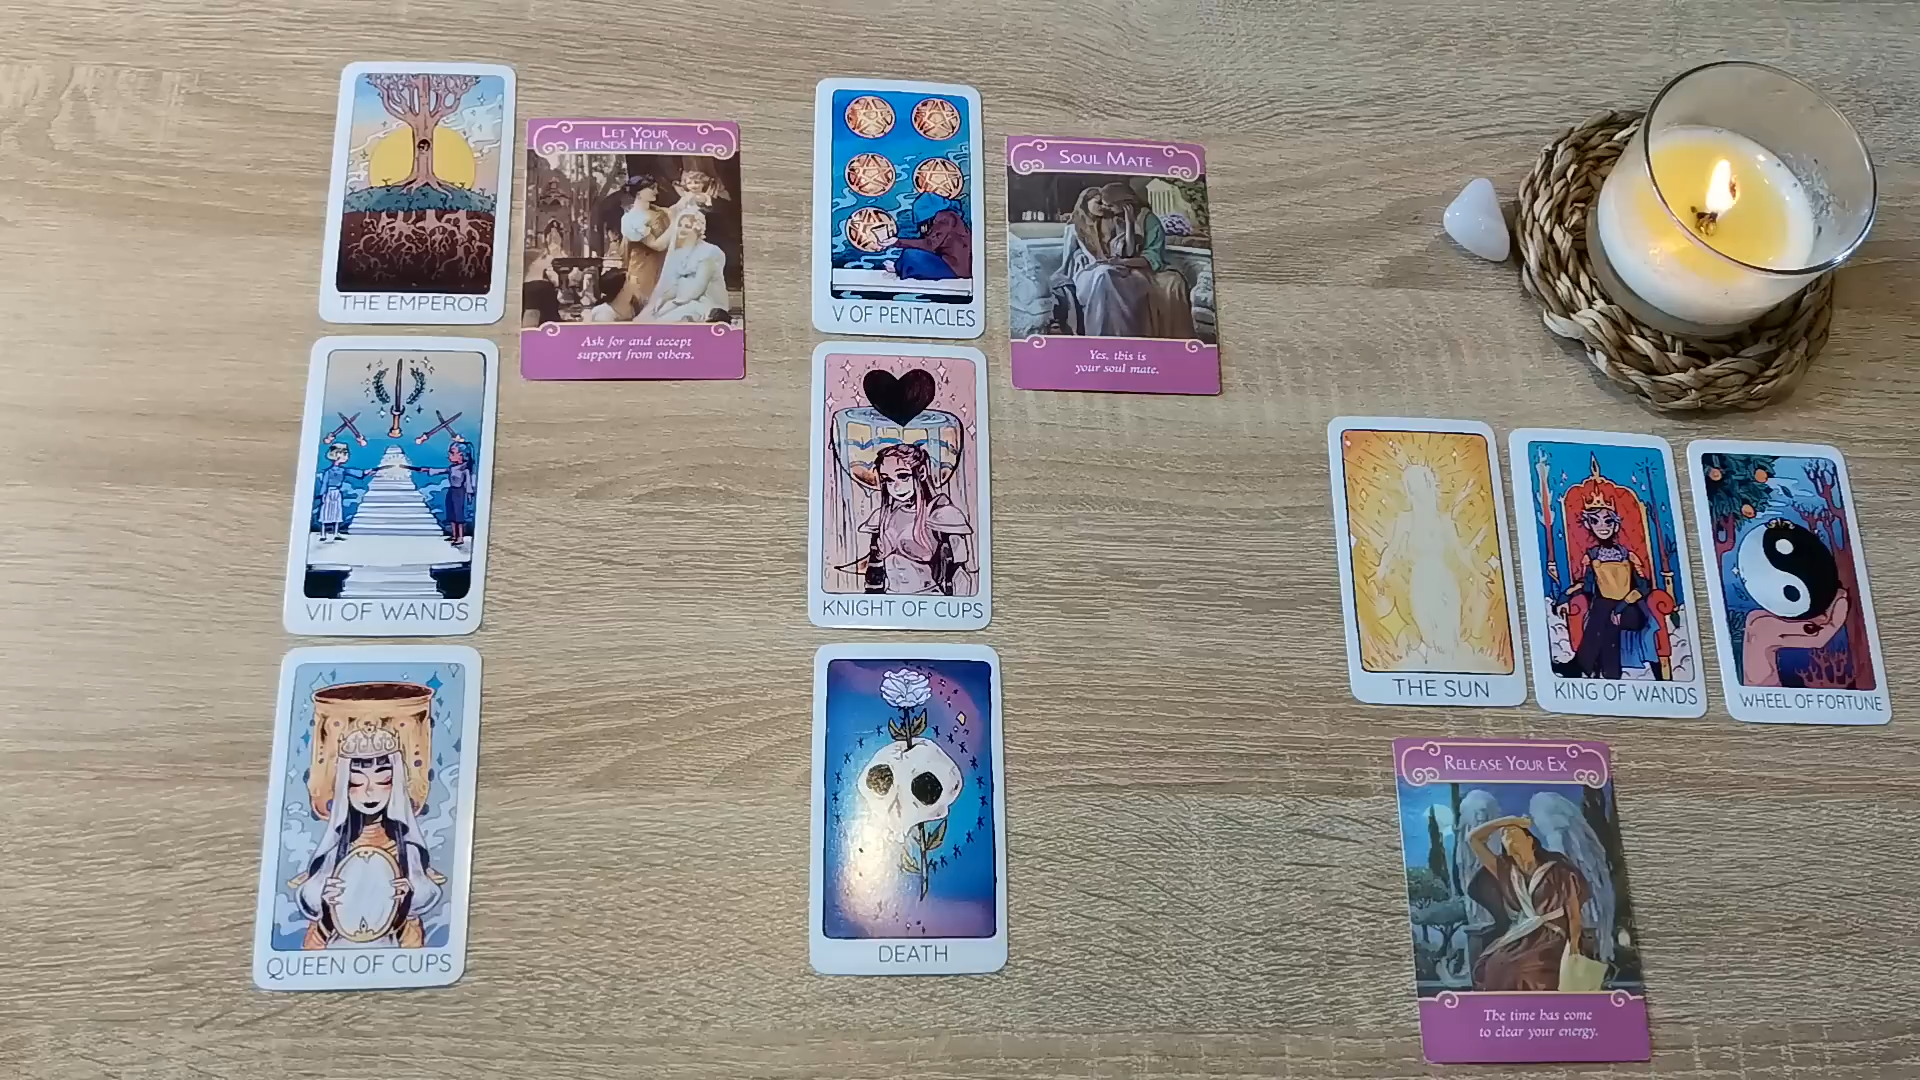 THE EMPEROR
LET YOUR
FRIENDS HELP YOU
Ask for and accept
support from others.
VII OF WANDS
QUEEN OF CUPS
V OF PENTACLES
SOUL MATE
Yes, this is
your soul mate.
KNIGHT OF CUPS
DEATH
THE SUN
KING OF WANDS
WHEEL OF FORTUNE
RELEASE YOUR EX
The time has come
to clear your energy.